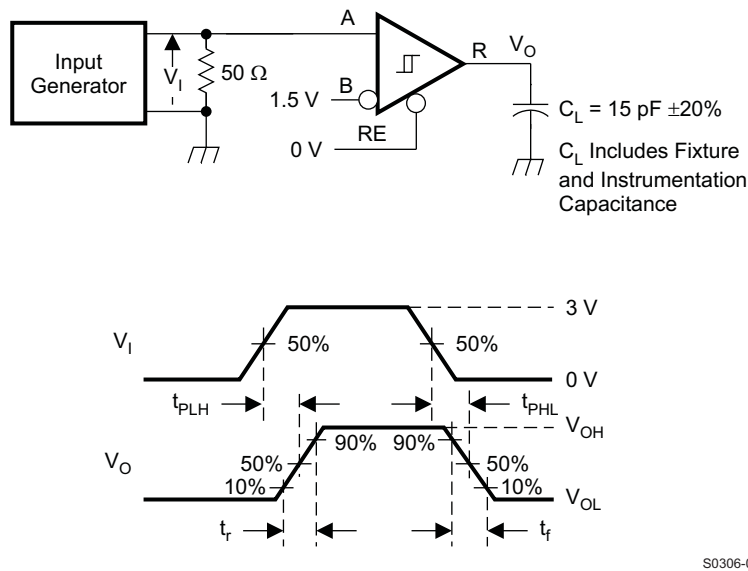 Input
Generator
V_I
50 Ω
A
B
1.5 V
RE
0 V
R
V_O
C_L = 15 pF ±20%
C_L Includes Fixture
and Instrumentation
Capacitance
3 V
V_I
50%
50%
0 V
t_PLH
t_PHL
V_OH
90%
90%
V_O
50%
50%
10%
10%
V_OL
t_r
t_f